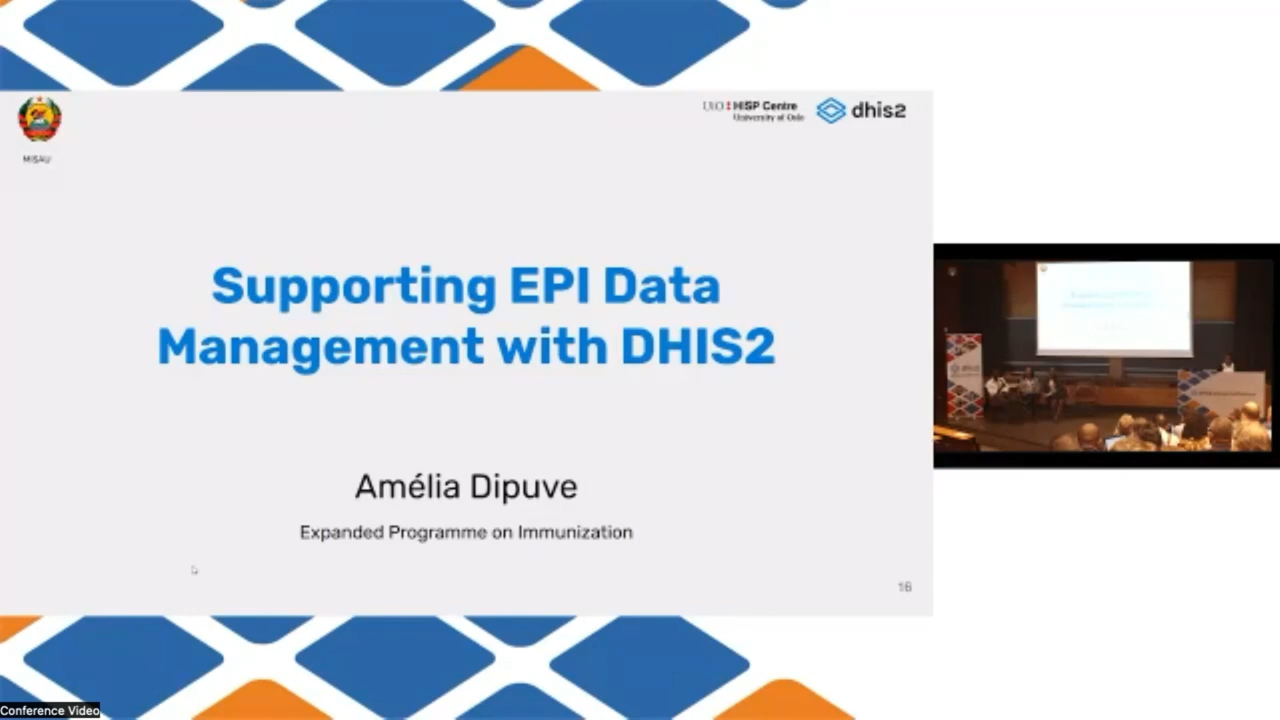 MISAU
UiO HISP Centre
University of Oslo
dhis2
Supporting EPI Data
Management with DHIS2
Amélia Dipuve
Expanded Programme on Immunization
16
Conference Video